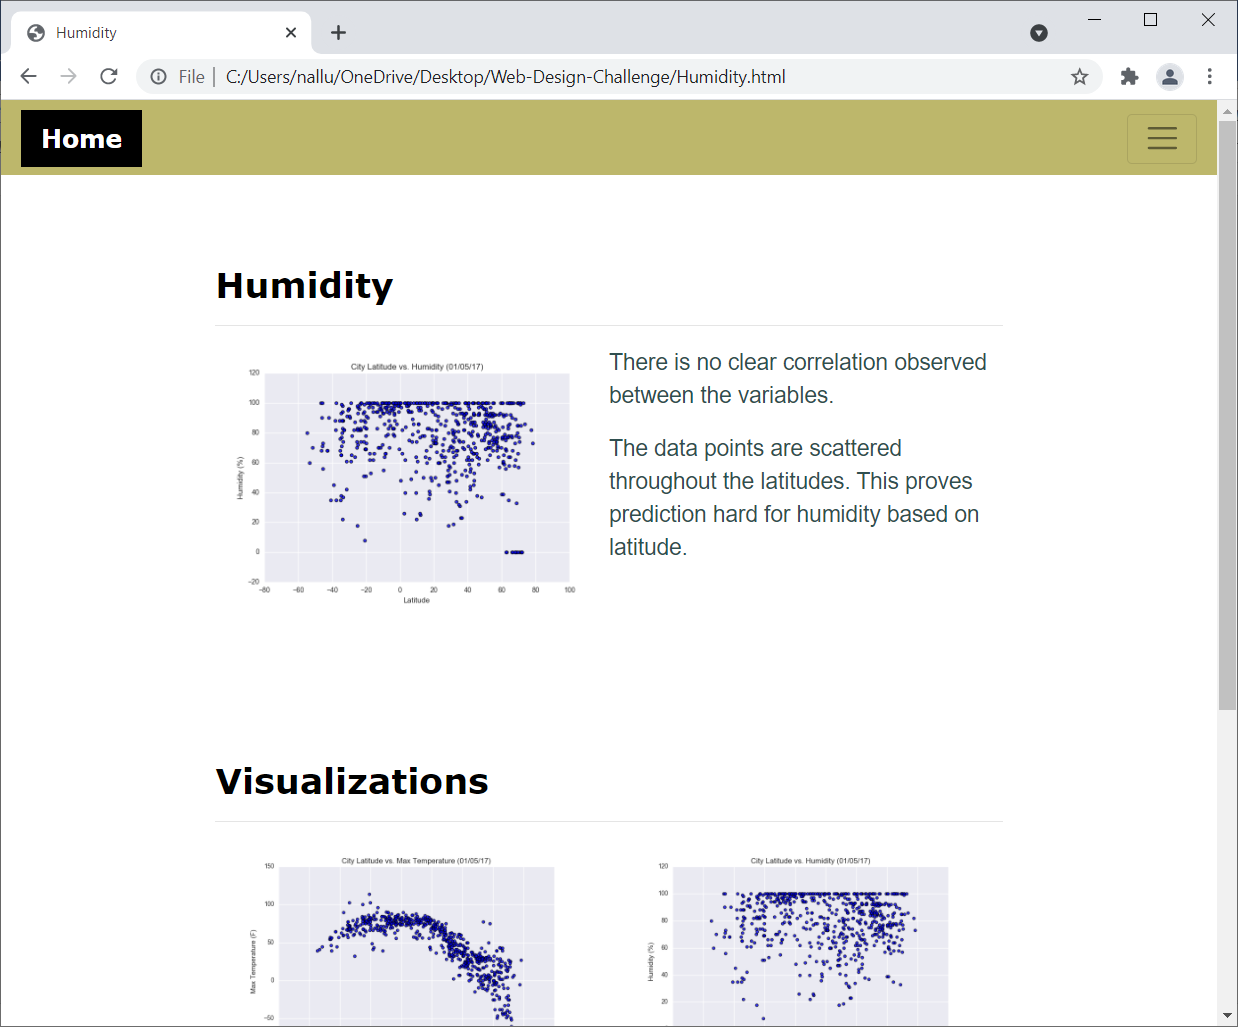 Humidity
File | C:/Users/nallu/OneDrive/Desktop/Web-Design-Challenge/Humidity.html
Home
Humidity
City Latitude vs. Humidity (01/05/17)
120
100
80
60
40
20
0
−20
Humidity (%)
−80 −60 −40 −20 0 20 40 60 80 100
Latitude
There is no clear correlation observed
between the variables.
The data points are scattered
throughout the latitudes. This proves
prediction hard for humidity based on
latitude.
Visualizations
City Latitude vs. Max Temperature (01/05/17)
150
100
50
0
−50
Max Temperature (F)
City Latitude vs. Humidity (01/05/17)
120
100
80
60
40
20
Humidity (%)